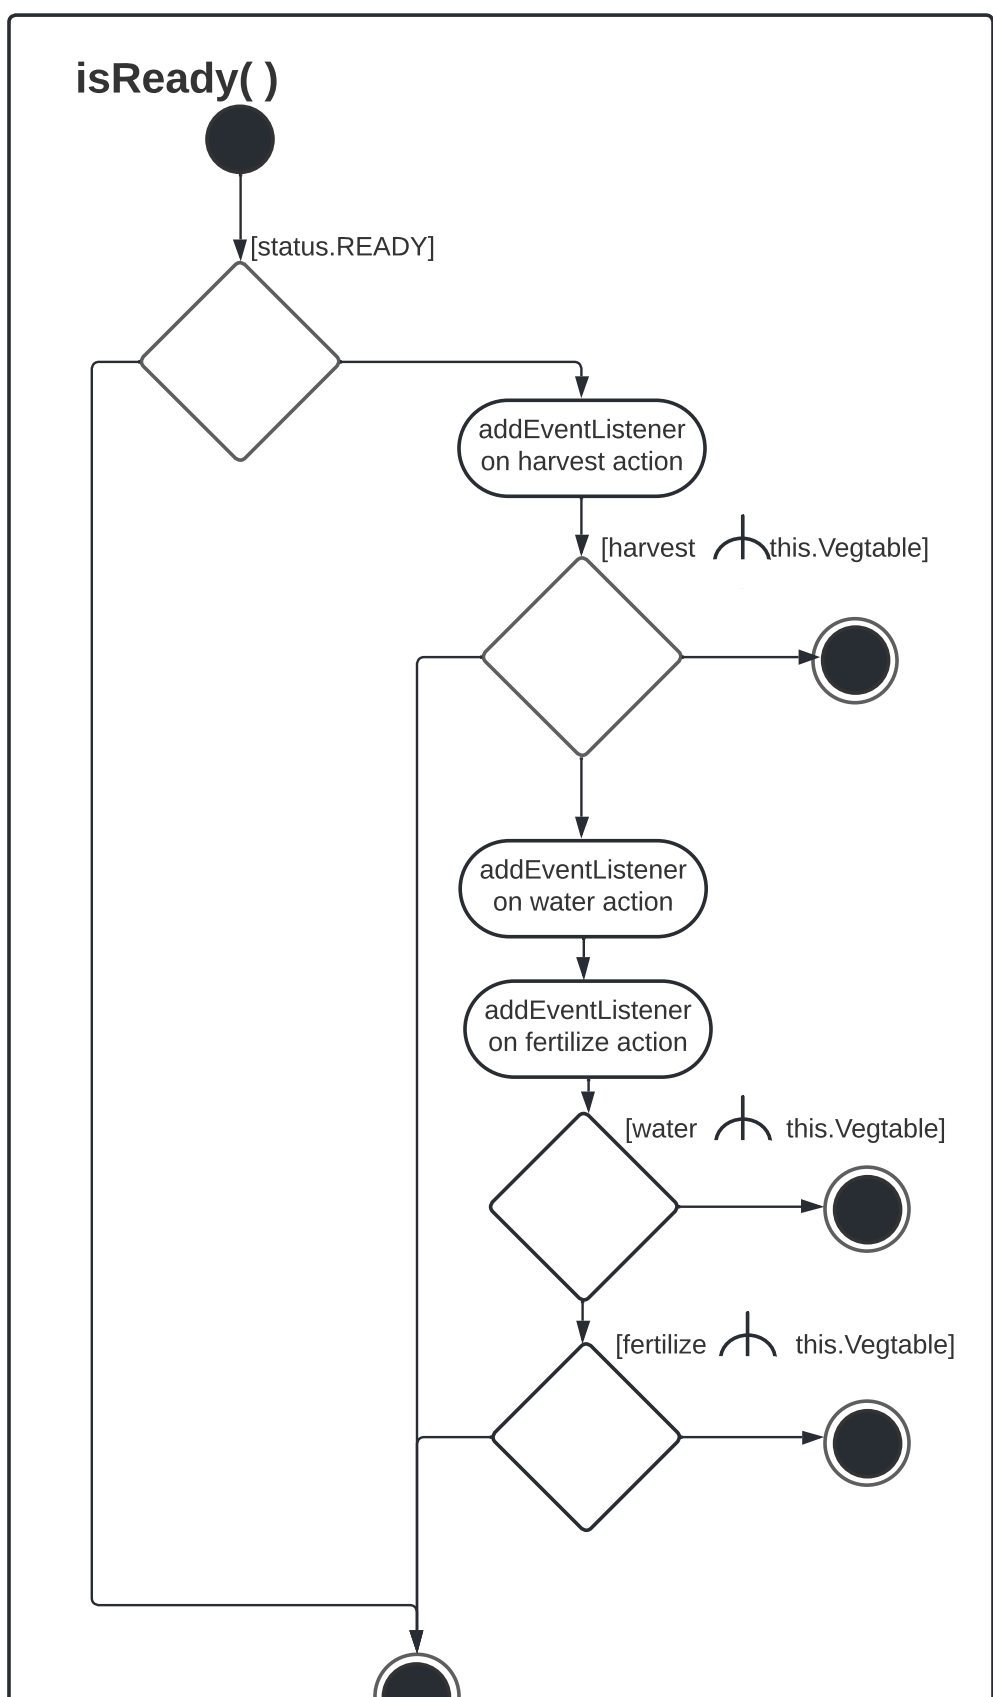 isReady( )
[status.READY]
addEventListener
on harvest action
[harvest this.Vegtable]
addEventListener
on water action
addEventListener
on fertilize action
[water this.Vegtable]
[fertilize this.Vegtable]